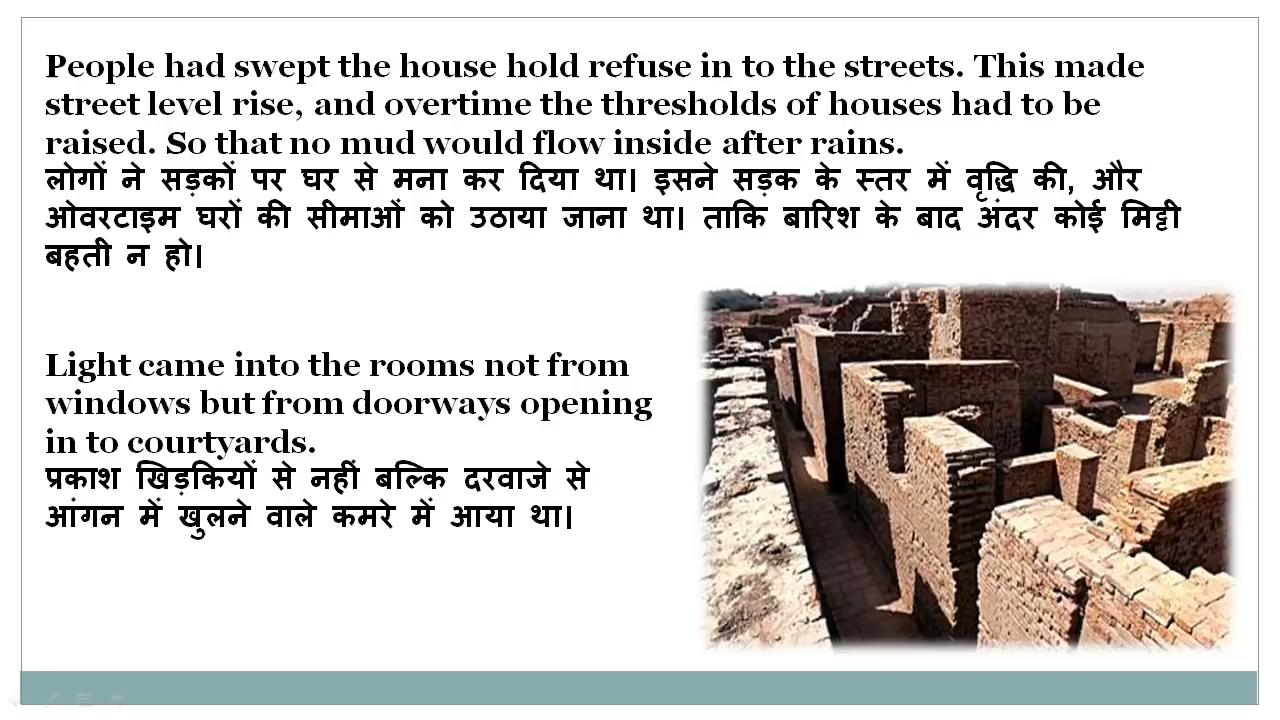 People had swept the house hold refuse in to the streets. This made
street level rise, and overtime the thresholds of houses had to be
raised. So that no mud would flow inside after rains.
लोगों ने सड़कों पर घर से मना कर दिया था। इसने सड़क के स्तर में वृद्धि की, और
ओवरटाइम घरों की सीमाओं को उठाया जाना था। ताकि बारिश के बाद अंदर कोई मिट्टी
बहती न हो।
Light came into the rooms not from
windows but from doorways opening
in to courtyards.
प्रकाश खिड़कियों से नहीं बल्कि दरवाजे से
आंगन में खुलने वाले कमरे में आया था।